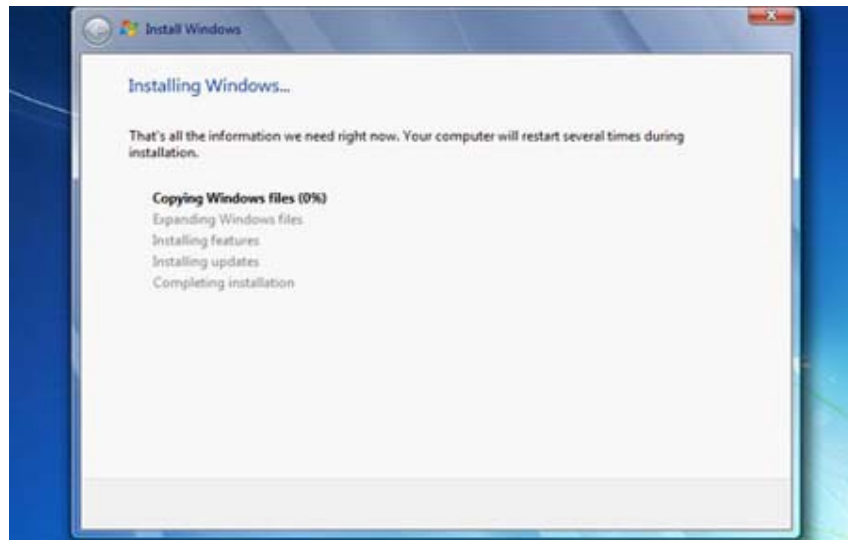 Install Windows
Installing Windows...
That's all the information we need right now. Your computer will restart several times during
installation.
Copying Windows files (0%)
Expanding Windows files
Installing features
Installing updates
Completing installation